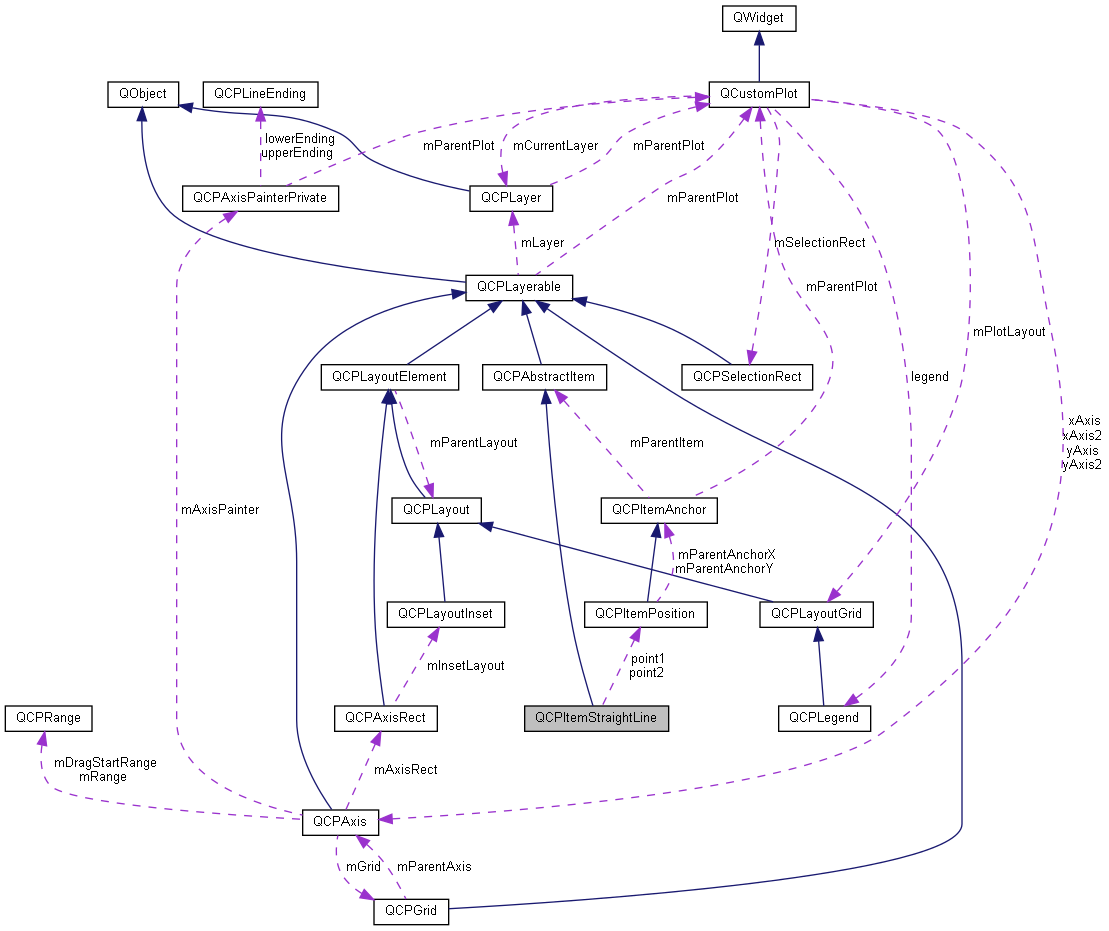 QWidget
QObject
QCPLineEnding
QCustomPlot
lowerEnding
upperEnding
mParentPlot
mCurrentLayer
mParentPlot
QCPAxisPainterPrivate
QCPLayer
mParentPlot
mLayer
mSelectionRect
QCPLayerable
mParentPlot
mPlotLayout
QCPLayoutElement
QCPAbstractItem
QCPSelectionRect
legend
xAxis
xAxis2
yAxis
yAxis2
mParentLayout
mParentItem
mAxisPainter
QCPLayout
QCPItemAnchor
mParentAnchorX
mParentAnchorY
QCPLayoutInset
QCPItemPosition
QCPLayoutGrid
mInsetLayout
point1
point2
QCPRange
QCPAxisRect
QCPItemStraightLine
QCPLegend
mDragStartRange
mRange
mAxisRect
QCPAxis
mGrid
mParentAxis
QCPGrid